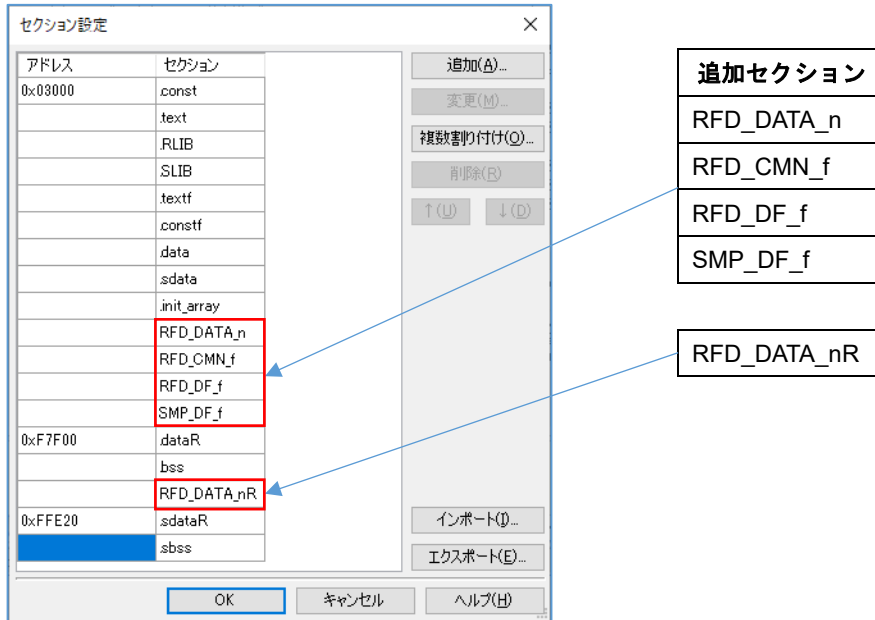 セクション設定
アドレス セクション
0x03000 .const
.text
.RLIB
.SLIB
.textf
.constf
.data
.sdata
.init_array
RFD_DATA_n
RFD_CMN_f
RFD_DF_f
SMP_DF_f
0xF7F00 .dataR
.bss
RFD_DATA_nR
0xFFE20 .sdataR
.sbss
追加(A)...
変更(M)...
複数割り付け(O)...
削除(R)
↑(U) ↓(D)
インポート(I)...
エクスポート(E)...
OK キャンセル ヘルプ(H)
追加セクション
RFD_DATA_n
RFD_CMN_f
RFD_DF_f
SMP_DF_f
RFD_DATA_nR